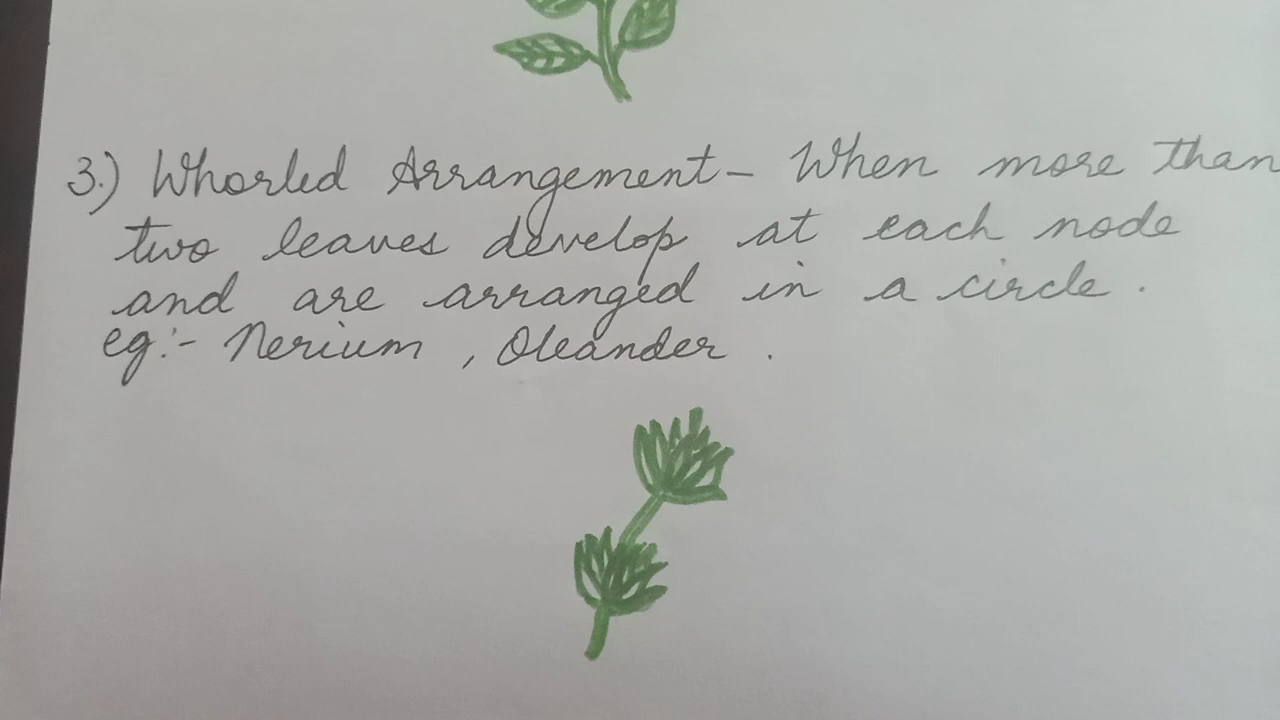 3.) Whorled Arrangement - When more than
two leaves develop at each node
and are arranged in a circle.
eg:- Nerium, Oleander.